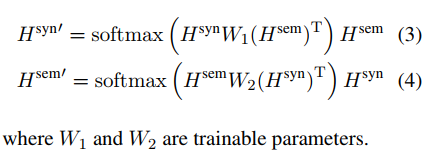 H^{syn′} = softmax ( H^{syn} W_1 (H^{sem})^T ) H^{sem} (3)
H^{sem′} = softmax ( H^{sem} W_2 (H^{syn})^T ) H^{syn} (4)
where W_1 and W_2 are trainable parameters.